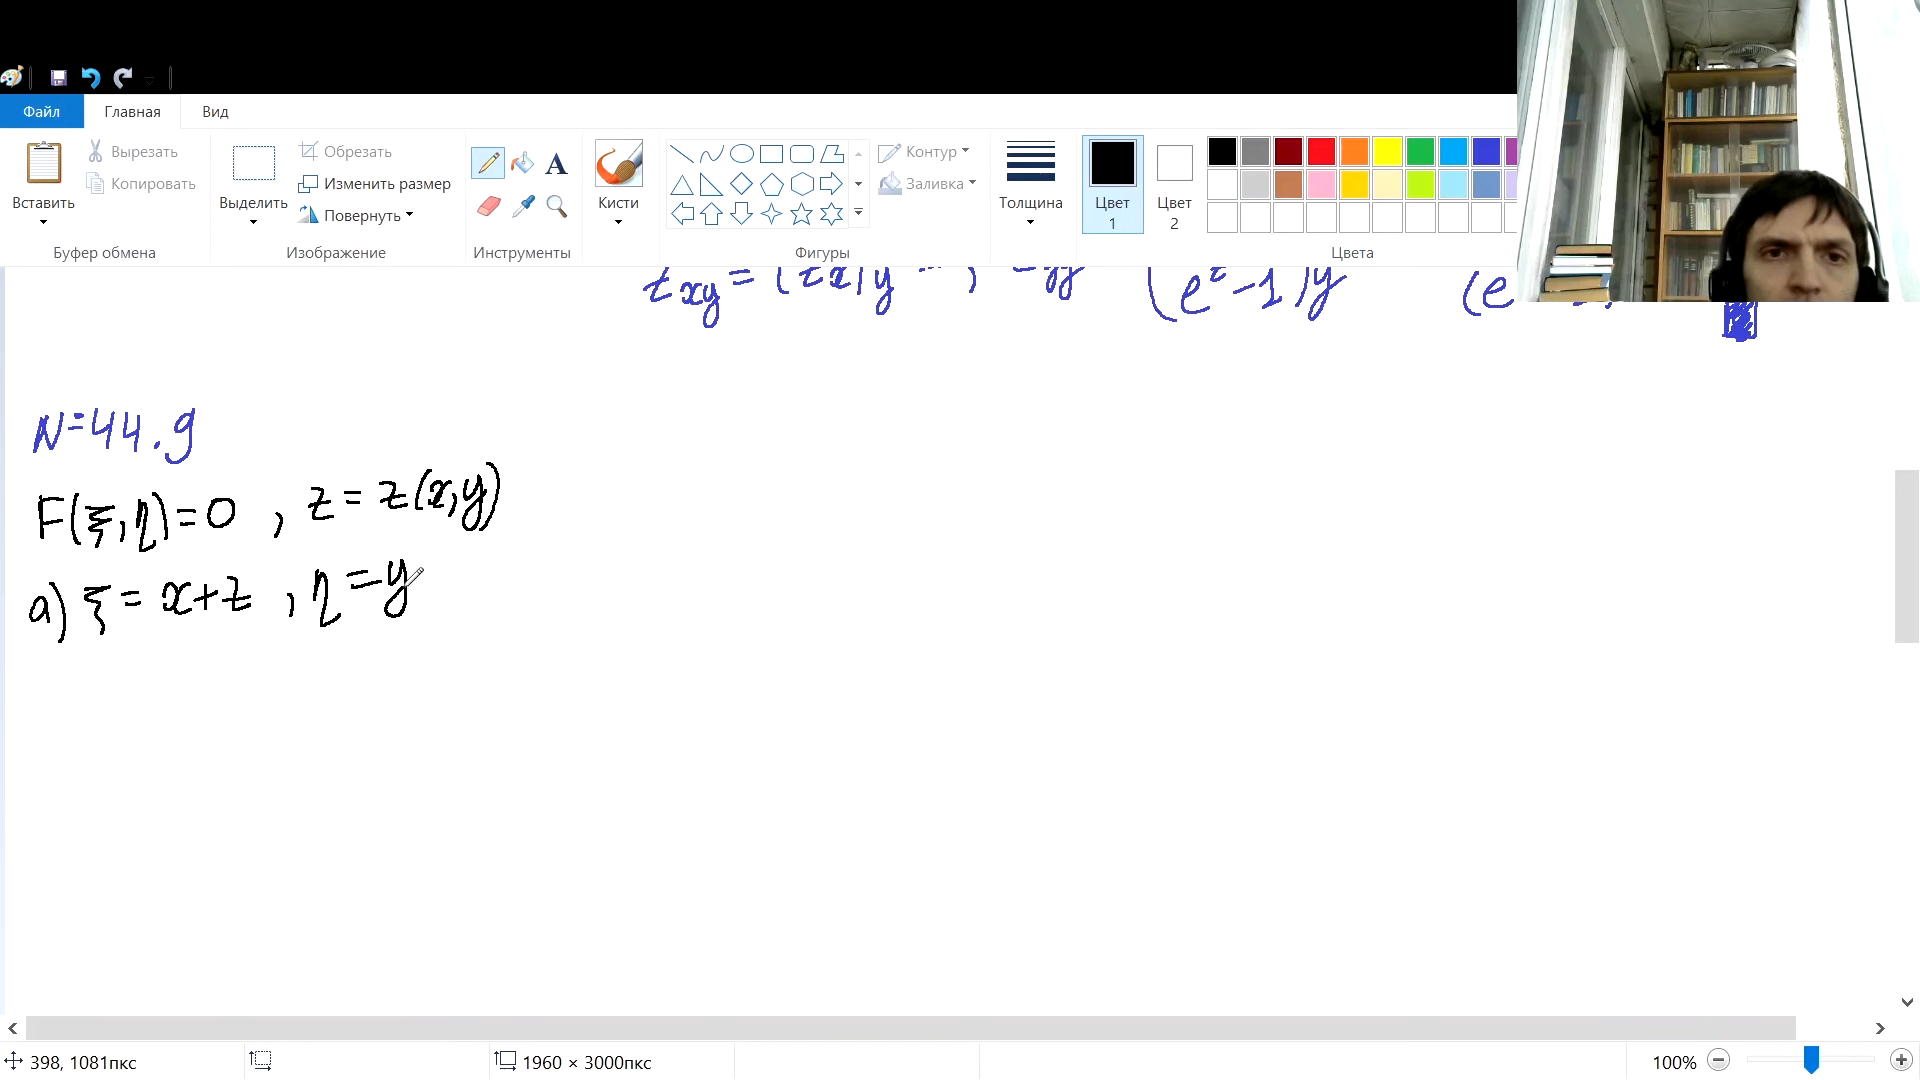 Файл Главная Вид
Вставить
Вырезать
Копировать
Буфер обмена
Выделить
Обрезать
Изменить размер
Повернуть
Изображение
A
Инструменты
Кисти
Фигуры
Контур
Заливка
Толщина
Цвет 1
Цвет 2
Цвета
N=44.g
F(ξ,η)=0 , z = z(x,y)
a) ξ = x+z , η = y
398, 1081пкс
1960 × 3000пкс
100%